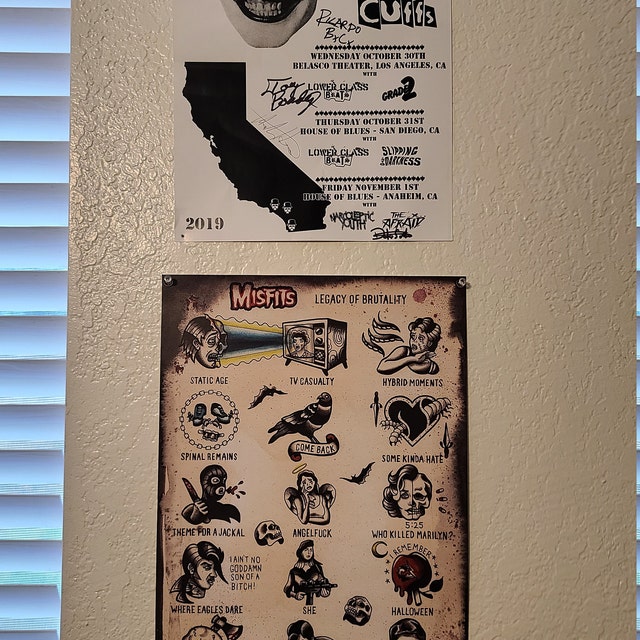 CUFFS
RICARDO
WEDNESDAY OCTOBER 30TH
BELASCO THEATER, LOS ANGELES, CA
WITH
LOWER CLASS BRATS
GRADE 2
THURSDAY OCTOBER 31ST
HOUSE OF BLUES - SAN DIEGO, CA
WITH
LOWER CLASS BRATS
SLIPPING DARKNESS
FRIDAY NOVEMBER 1ST
HOUSE OF BLUES - ANAHEIM, CA
WITH
NARCOLEPTIC YOUTH
THE AFRAID
2019
MISFITS
LEGACY OF BRUTALITY
STATIC AGE
TV CASUALTY
HYBRID MOMENTS
SPINAL REMAINS
COME BACK
SOME KINDA HATE
THEME FOR A JACKAL
ANGELFUCK
5:25
WHO KILLED MARILYN?
I AIN'T NO
GODDAMN
SON OF A
BITCH!
WHERE EAGLES DARE
SHE
I REMEMBER
HALLOWEEN